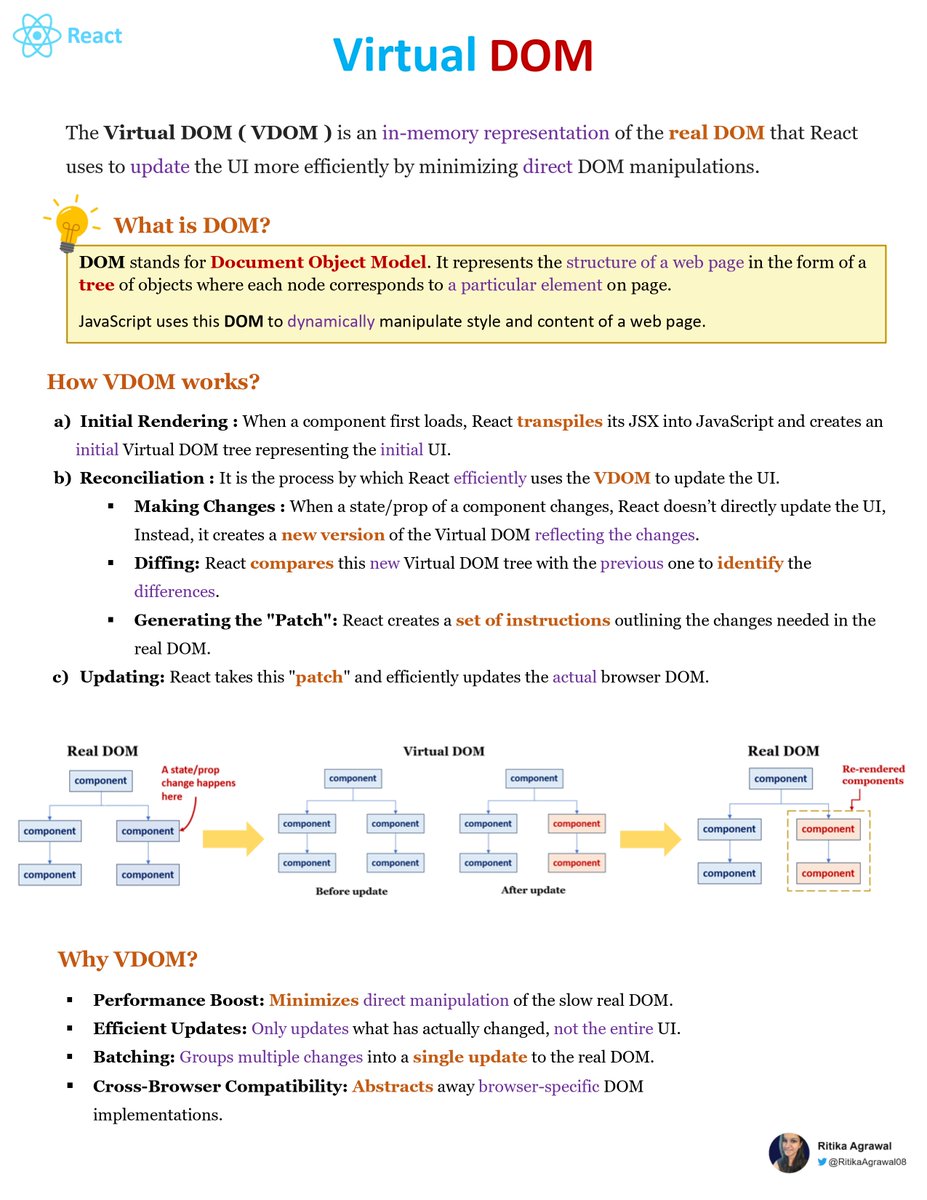 React
Virtual DOM
The Virtual DOM ( VDOM ) is an in-memory representation of the real DOM that React
uses to update the UI more efficiently by minimizing direct DOM manipulations.
What is DOM?
DOM stands for Document Object Model. It represents the structure of a web page in the form of a
tree of objects where each node corresponds to a particular element on page.
JavaScript uses this DOM to dynamically manipulate style and content of a web page.
How VDOM works?
a) Initial Rendering : When a component first loads, React transpiles its JSX into JavaScript and creates an
initial Virtual DOM tree representing the initial UI.
b) Reconciliation : It is the process by which React efficiently uses the VDOM to update the UI.
▪ Making Changes : When a state/prop of a component changes, React doesn’t directly update the UI,
Instead, it creates a new version of the Virtual DOM reflecting the changes.
▪ Diffing: React compares this new Virtual DOM tree with the previous one to identify the
differences.
▪ Generating the "Patch": React creates a set of instructions outlining the changes needed in the
real DOM.
c) Updating: React takes this "patch" and efficiently updates the actual browser DOM.
Real DOM
component
A state/prop
change happens
here
component component
component component
Virtual DOM
component
component component
component component
Before update
component
component component
component component
After update
Real DOM
component
Re-rendered
components
component component
component component
Why VDOM?
▪ Performance Boost: Minimizes direct manipulation of the slow real DOM.
▪ Efficient Updates: Only updates what has actually changed, not the entire UI.
▪ Batching: Groups multiple changes into a single update to the real DOM.
▪ Cross-Browser Compatibility: Abstracts away browser-specific DOM
implementations.
Ritika Agrawal
@RitikaAgrawal08